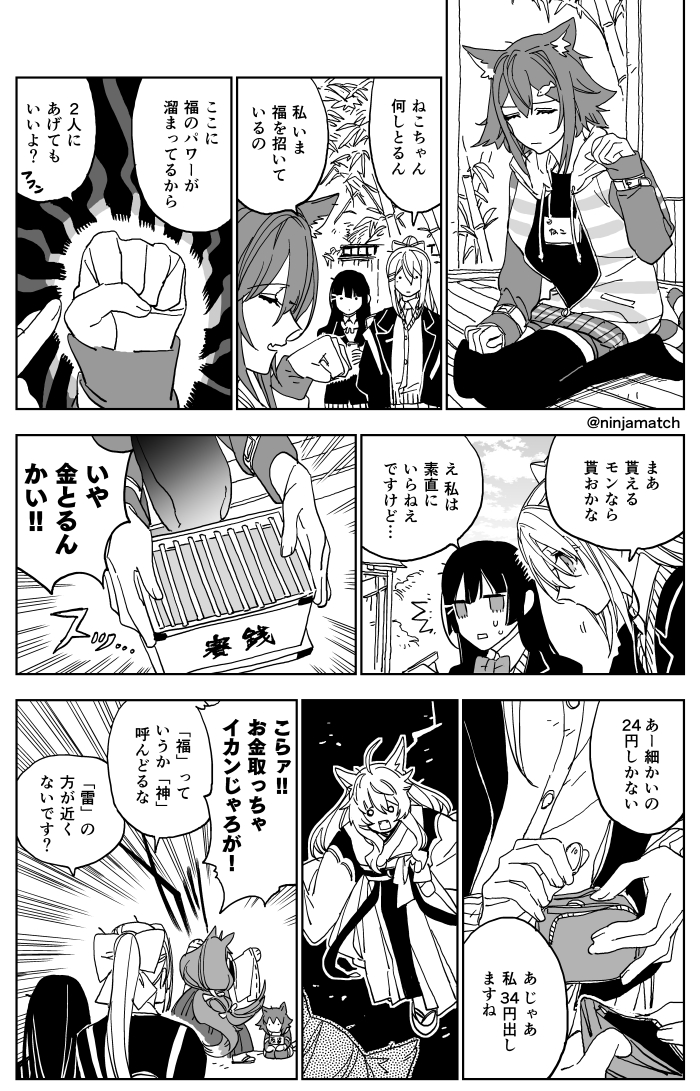 ねこちゃん
何しとるん
私 いま
福を招いて
いるの
ここに
福のパワーが
溜まってるから
2人に
あげても
いいよ？
フラン
@ninjamatch
まあ
貰える
モンなら
貰おかな
え 私は
素直に
いらねえ
ですけど…
いや
金とるん
かい!!
賽銭
スッ…
あー細かいの
24円しかない
あ じゃあ
私 34円出し
ますね
こらァ!!
お金取っちゃ
イカンじゃろが！
「福」って
いうか「神」
呼んどるな
「雷」の
方が近く
ないです？